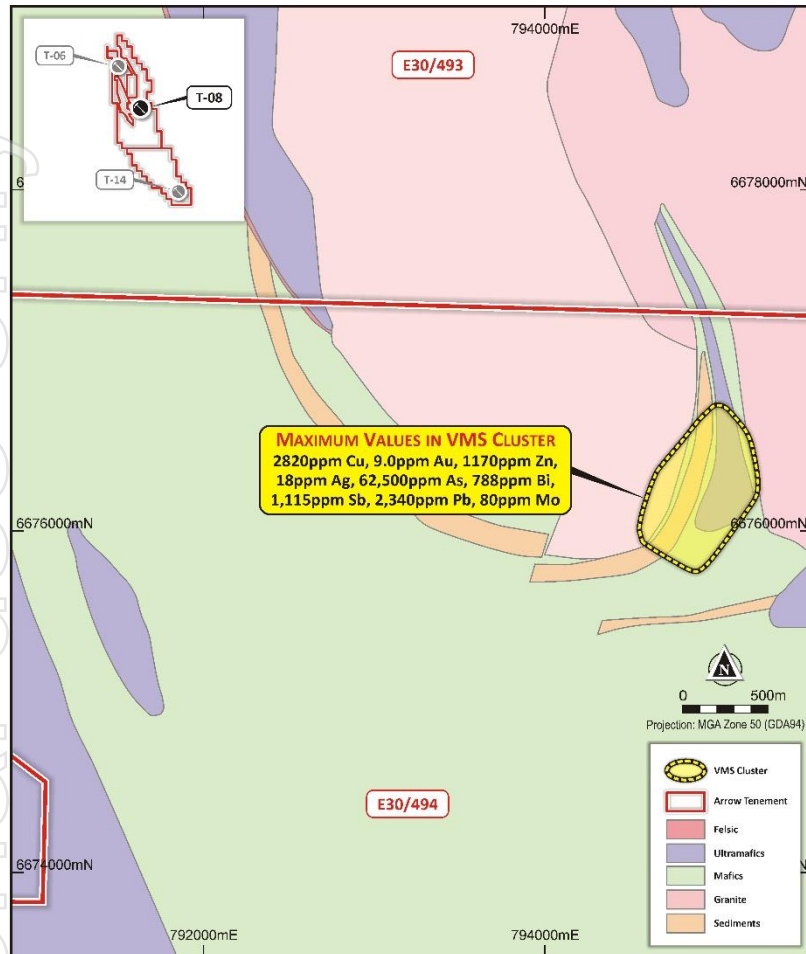 794000mE
E30/493
T-06
T-08
T-14
6678000mN
MAXIMUM VALUES IN VMS CLUSTER
2820ppm Cu, 9.0ppm Au, 1170ppm Zn,
18ppm Ag, 62,500ppm As, 788ppm Bi,
1,115ppm Sb, 2,340ppm Pb, 80ppm Mo
6676000mN
6676000mN
N
0 500m
Projection: MGA Zone 50 (GDA94)
VMS Cluster
Arrow Tenement
Felsic
Ultramafics
Mafics
Granite
Sediments
E30/494
6674000mN
792000mE
794000mE